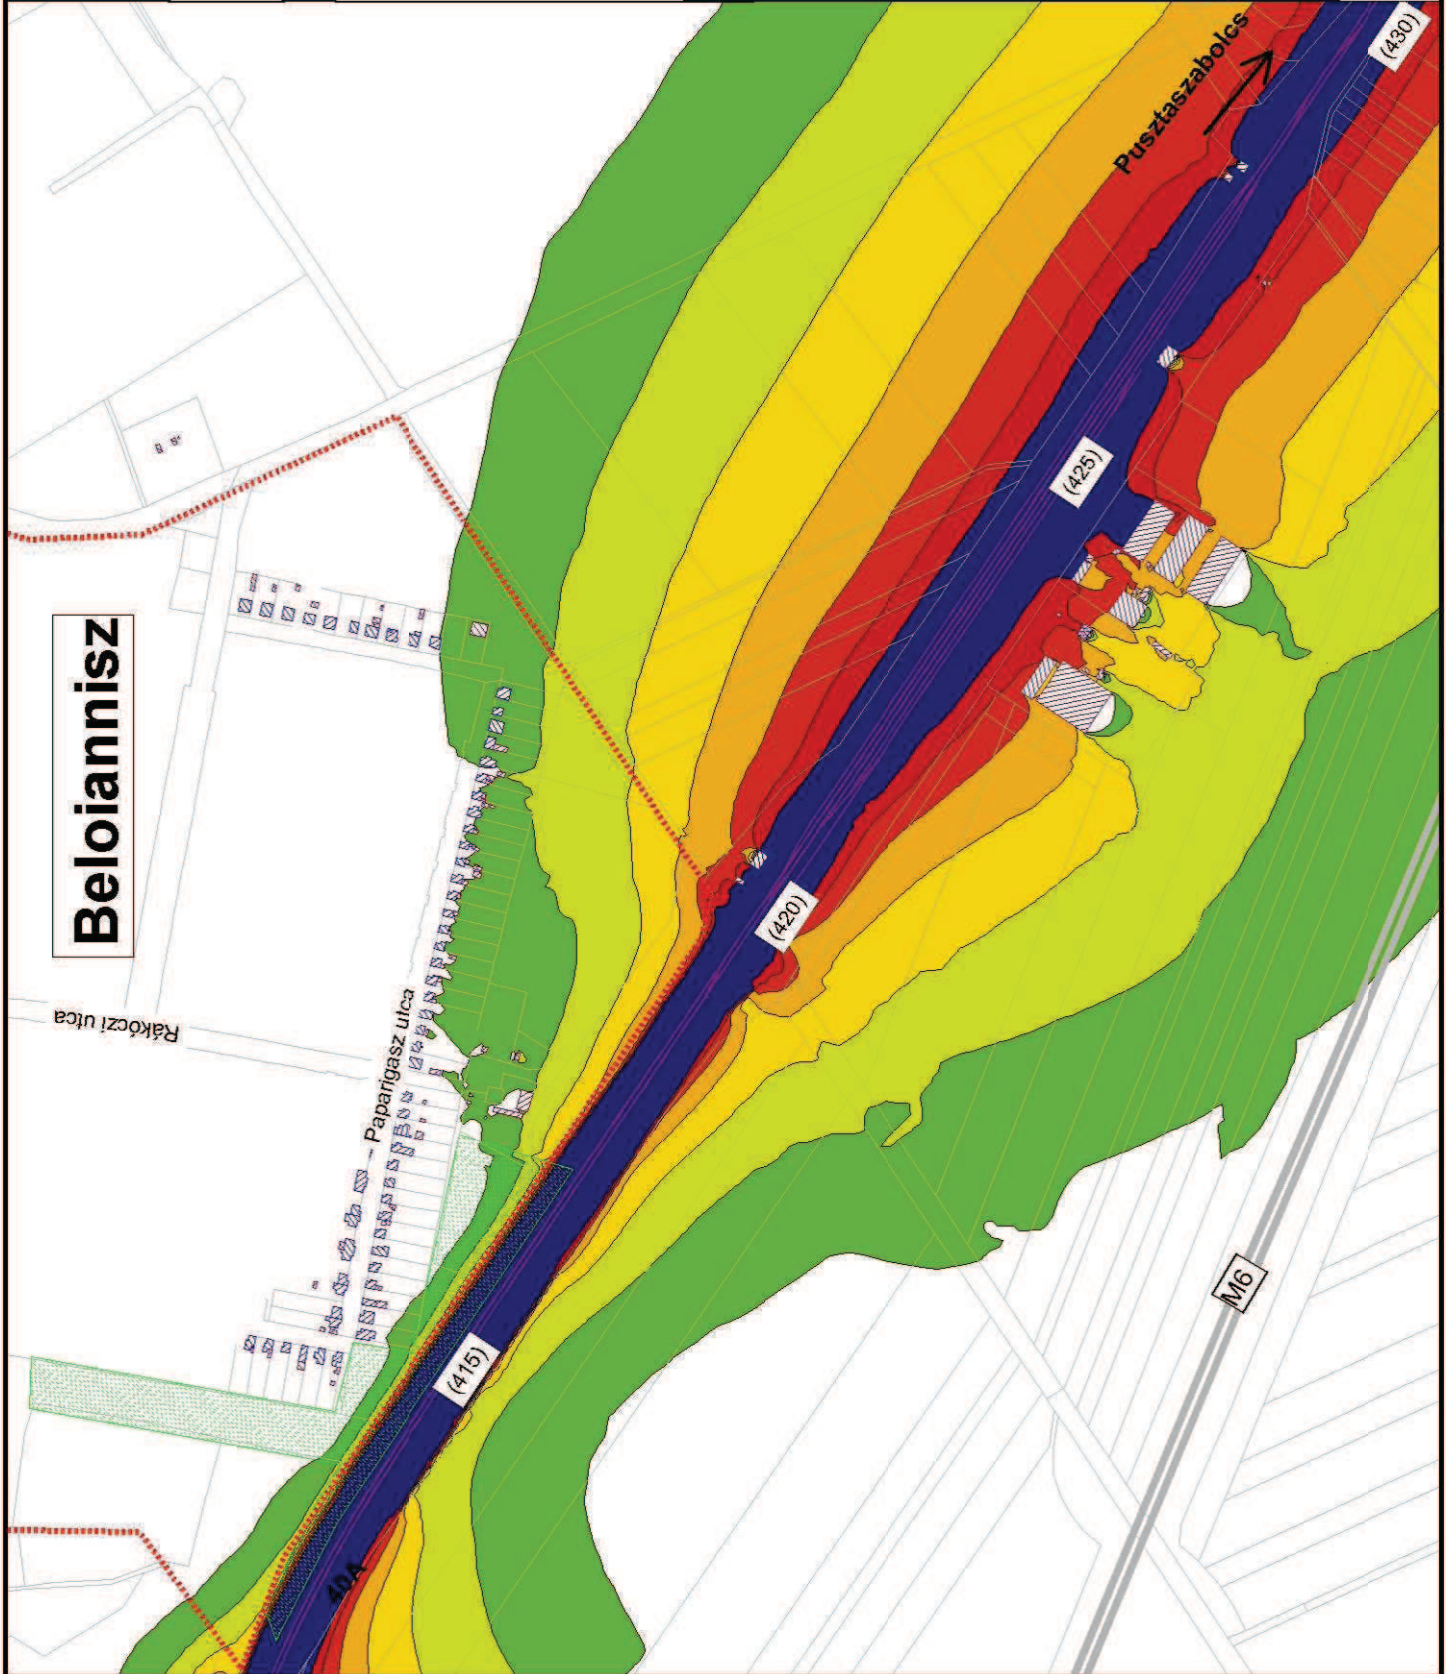 Pusztaszabolcs
(430)
Beloiannisz
(425)
(420)
Rákóczi utca
Paparigasz utca
M6
(415)
40A